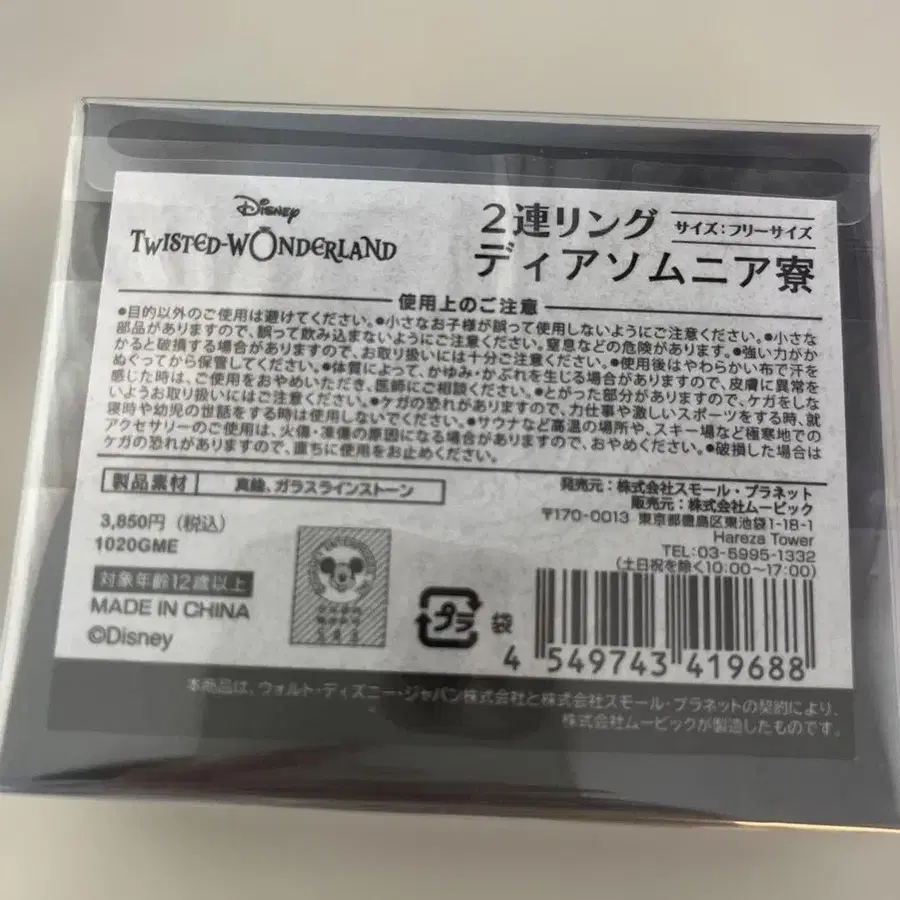 Disney
TWISTED-WONDERLAND
2連リング サイズ:フリーサイズ
ディアソムニア寮
使用上のご注意
●目的以外のご使用は避けてください。●小さなお子様が誤って使用しないようにご注意ください。●小さな
部品がありますので、誤って飲み込まないようにご注意ください。窒息などの危険があります。●強い力がか
かると破損する場合がありますので、お取り扱いには十分ご注意ください。●使用後はやわらかい布で汗を
ぬぐってから保管してください。●体質によって、かゆみ・かぶれを生じる場合がありますので、皮膚に異常を
感じた時は、ご使用をおやめいただき、医師にご相談ください。●とがった部分がありますので、ケガをしな
いようお取り扱いにはご注意ください。●ケガの恐れがありますので、力仕事や激しいスポーツをする時、就
寝時や幼児の世話をする時は使用しないでください。●サウナなど高温の場所や、スキー場など極寒地での
アクセサリーのご使用は、火傷・凍傷の原因になる場合がありますので、おやめください。●破損した場合は
ケガの恐れがありますので、直ちに使用をお止めください。
製品素材 真鍮、ガラスラインストーン
3,850円(税込)
1020GME
対象年齢12歳以上
MADE IN CHINA
©Disney
発売元:株式会社スモール・プラネット
販売元:株式会社ムービック
〒170-0013 東京都豊島区東池袋1-18-1
Hareza Tower
TEL:03-5995-1332
(土日祝を除く10:00~17:00)
プラ 袋
4 549743 419688
本商品は、ウォルト・ディズニー・ジャパン株式会社と株式会社スモール・プラネットの契約により、
株式会社ムービックが製造したものです。